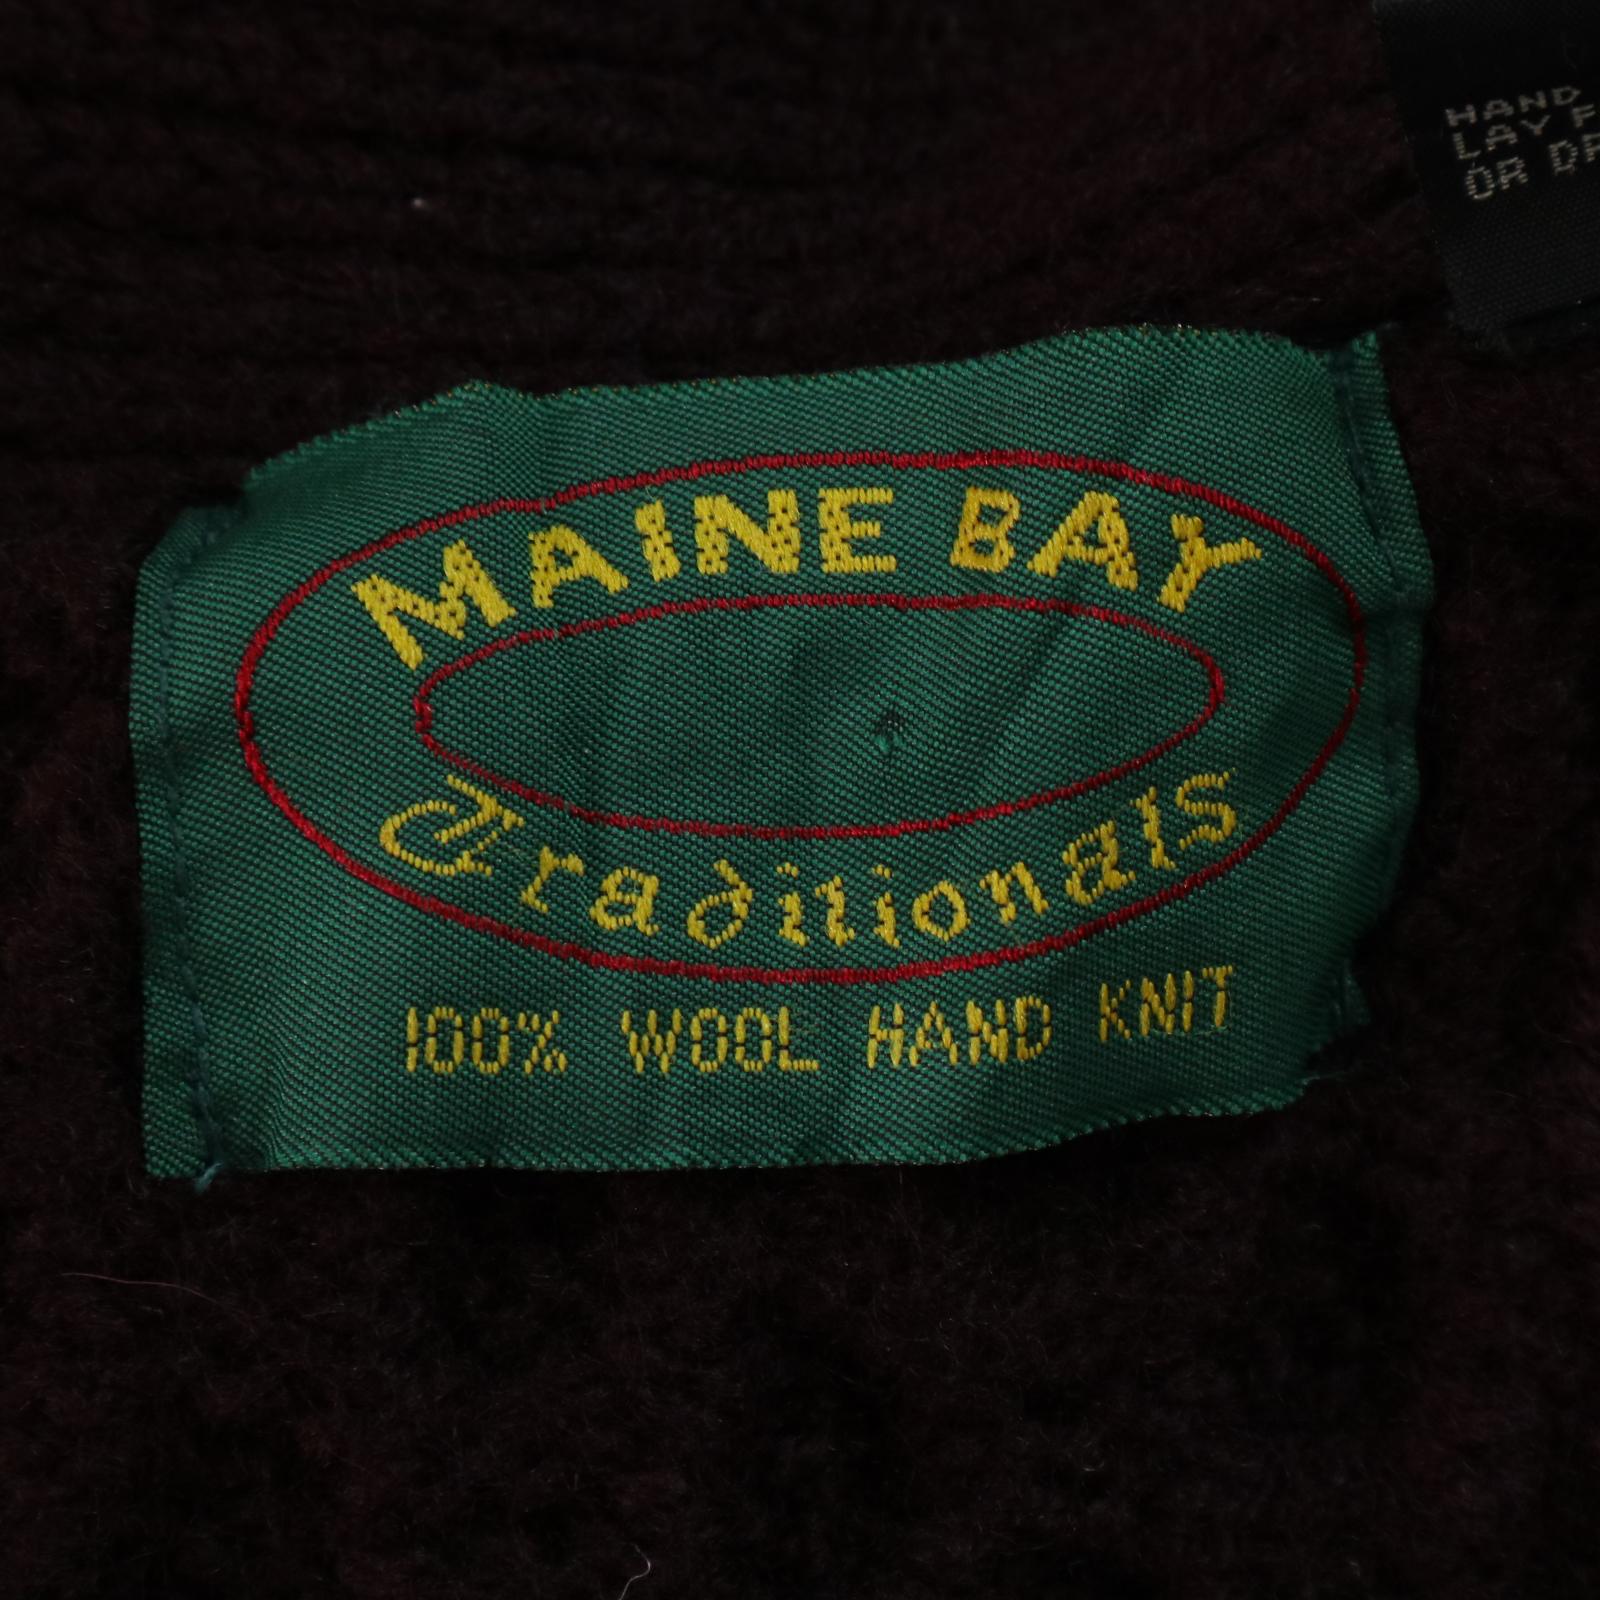 MAINE BAY
Traditionals
100% WOOL HAND KNIT
HAND
LAY
OR